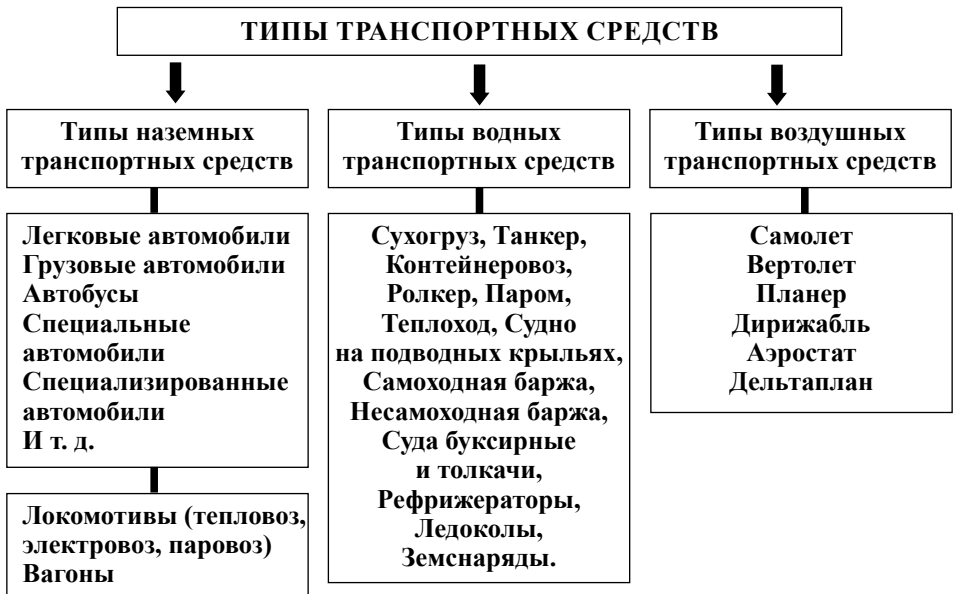 ТИПЫ ТРАНСПОРТНЫХ СРЕДСТВ
Типы наземных
транспортных средств
Легковые автомобили
Грузовые автомобили
Автобусы
Специальные
автомобили
Специализированные
автомобили
И т. д.
Локомотивы (тепловоз,
электровоз, паровоз)
Вагоны
Типы водных
транспортных средств
Сухогруз, Танкер,
Контейнеровоз,
Ролкер, Паром,
Теплоход, Судно
на подводных крыльях,
Самоходная баржа,
Несамоходная баржа,
Суда буксирные
и толкачи,
Рефрижераторы,
Ледоколы,
Земснаряды.
Типы воздушных
транспортных средств
Самолет
Вертолет
Планер
Дирижабль
Аэростат
Дельтаплан